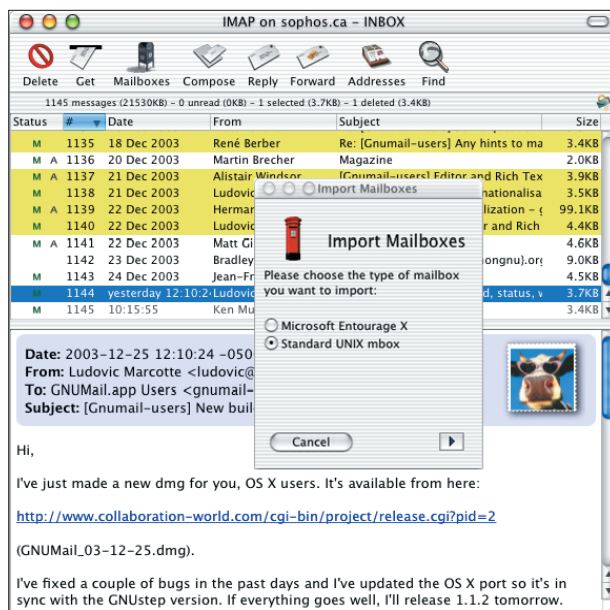 IMAP on sophos.ca – INBOX
Delete Get Mailboxes Compose Reply Forward Addresses Find
1145 messages (21530KB) – 0 unread (0KB) – 1 selected (3.7KB) – 1 deleted (3.4KB)
Status # Date From Subject Size
M 1135 18 Dec 2003 René Berber Re: [Gnumail-users] Any hints to ma 3.4KB
M A 1136 20 Dec 2003 Martin Brecher Magazine 2.0KB
M A 1137 21 Dec 2003 Alistair Windsor [Gnumail-users] Editor and Rich Tex 3.9KB
M 1138 21 Dec 2003 Ludovic nationalisa 3.5KB
M A 1139 22 Dec 2003 Herman lization – 99.1KB
M 1140 22 Dec 2003 Ludovic r and Rich 4.4KB
M A 1141 22 Dec 2003 Matt Gi 4.6KB
1142 23 Dec 2003 Bradley ongnu).org 9.0KB
M 1143 24 Dec 2003 Jean-Fr 4.5KB
M 1144 yesterday 12:10:2 Ludovic d, status, v 3.7KB
M 1145 10:15:55 Ken Mu 3.4KB
Import Mailboxes
Import Mailboxes
Please choose the type of mailbox
you want to import:
Microsoft Entourage X
Standard UNIX mbox
Cancel
Date: 2003-12-25 12:10:24 -050
From: Ludovic Marcotte <ludovic@
To: GNUMail.app Users <gnumail-
Subject: [Gnumail-users] New buil
Hi,
I've just made a new dmg for you, OS X users. It's available from here:
http://www.collaboration-world.com/cgi-bin/project/release.cgi?pid=2
(GNUMail_03-12-25.dmg).
I've fixed a couple of bugs in the past days and I've updated the OS X port so it's in
sync with the GNUstep version. If everything goes well, I'll release 1.1.2 tomorrow.